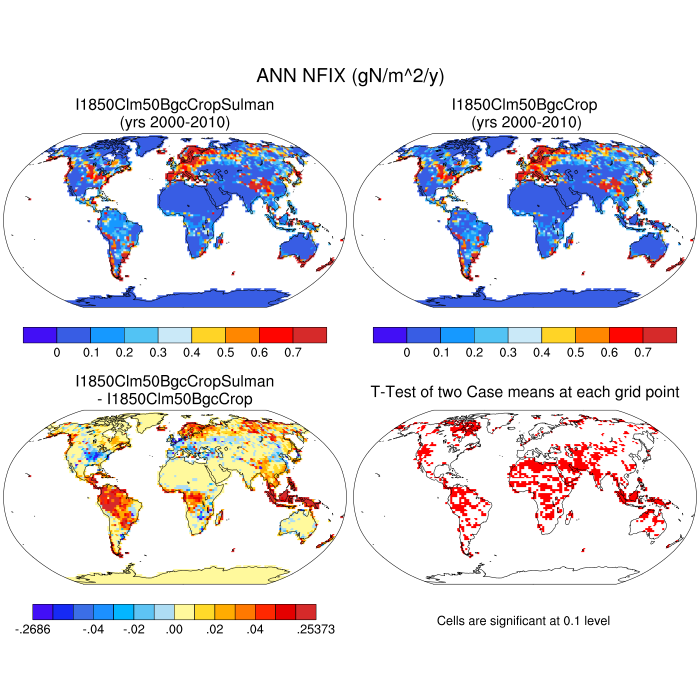 ANN NFIX (gN/m^2/y)
I1850Clm50BgcCropSulman
(yrs 2000-2010)
I1850Clm50BgcCrop
(yrs 2000-2010)
0 0.1 0.2 0.3 0.4 0.5 0.6 0.7
0 0.1 0.2 0.3 0.4 0.5 0.6 0.7
I1850Clm50BgcCropSulman
- I1850Clm50BgcCrop
T-Test of two Case means at each grid point
-.2686 -.04 -.02 .00 .02 .04 .25373
Cells are significant at 0.1 level